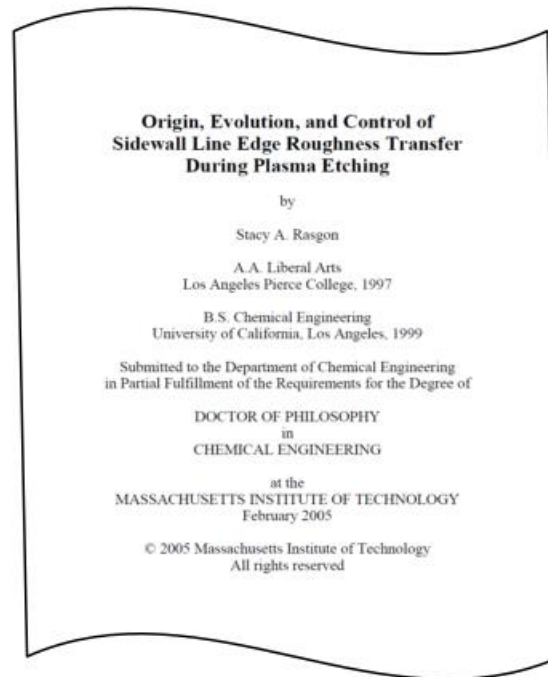 Origin, Evolution, and Control of
Sidewall Line Edge Roughness Transfer
During Plasma Etching
by
Stacy A. Rasgon
A.A. Liberal Arts
Los Angeles Pierce College, 1997
B.S. Chemical Engineering
University of California, Los Angeles, 1999
Submitted to the Department of Chemical Engineering
in Partial Fulfillment of the Requirements for the Degree of
DOCTOR OF PHILOSOPHY
in
CHEMICAL ENGINEERING
at the
MASSACHUSETTS INSTITUTE OF TECHNOLOGY
February 2005
© 2005 Massachusetts Institute of Technology
All rights reserved